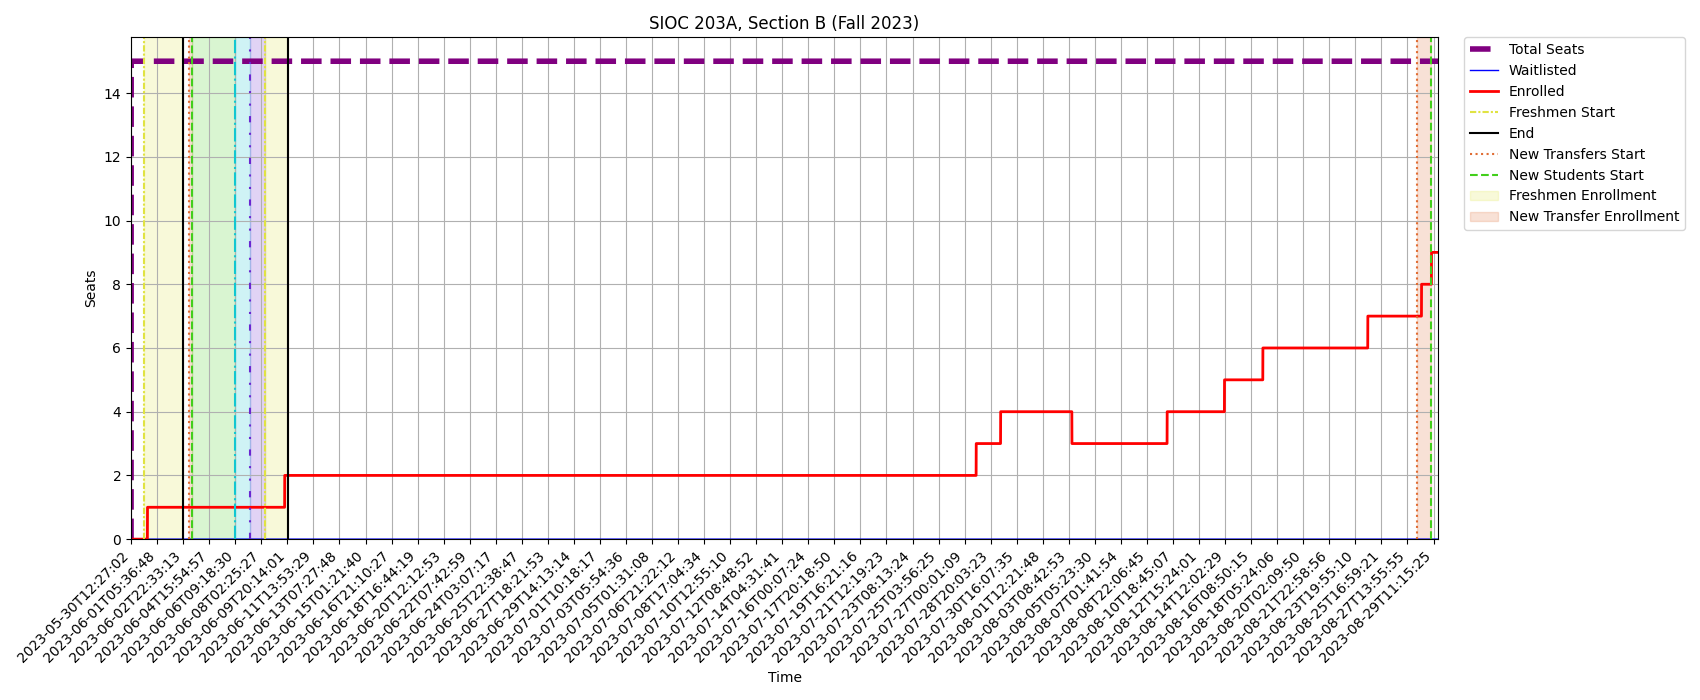 SIOC 203A, Section B (Fall 2023)
Total Seats
Waitlisted
Enrolled
Freshmen Start
End
New Transfers Start
New Students Start
Freshmen Enrollment
New Transfer Enrollment
Seats
14
12
10
8
6
4
2
0
2023-05-30T12:27:02
2023-06-01T05:36:48
2023-06-02T22:33:13
2023-06-04T15:54:57
2023-06-06T09:18:30
2023-06-08T02:25:27
2023-06-09T20:14:01
2023-06-11T13:53:29
2023-06-13T07:27:48
2023-06-15T01:21:40
2023-06-16T21:10:27
2023-06-18T16:44:19
2023-06-20T12:12:53
2023-06-22T07:42:59
2023-06-24T03:07:17
2023-06-25T22:38:47
2023-06-27T18:21:53
2023-06-29T14:13:14
2023-07-01T10:18:17
2023-07-03T05:54:36
2023-07-05T01:31:08
2023-07-06T21:22:12
2023-07-08T17:04:34
2023-07-10T12:55:10
2023-07-12T08:48:52
2023-07-14T04:31:41
2023-07-16T00:07:24
2023-07-17T20:18:50
2023-07-19T16:21:16
2023-07-21T12:19:23
2023-07-23T08:13:24
2023-07-25T03:56:25
2023-07-27T00:01:09
2023-07-28T20:03:23
2023-07-30T16:07:35
2023-08-01T12:21:48
2023-08-03T08:42:53
2023-08-05T05:23:30
2023-08-07T01:41:54
2023-08-08T22:06:45
2023-08-10T18:45:07
2023-08-12T15:24:01
2023-08-14T12:02:29
2023-08-16T08:50:15
2023-08-18T05:24:06
2023-08-20T02:09:50
2023-08-21T22:58:56
2023-08-23T19:55:10
2023-08-25T16:59:21
2023-08-27T13:55:55
2023-08-29T11:15:25
Time